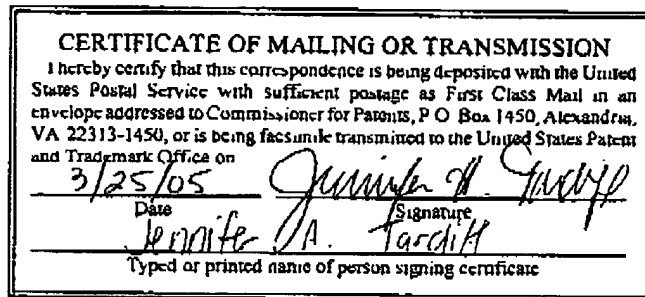 CERTIFICATE OF MAILING OR TRANSMISSION
I hereby certify that this correspondence is being deposited with the United
States Postal Service with sufficient postage as First Class Mail in an
envelope addressed to Commissioner for Patents, P O Box 1450, Alexandria,
VA 22313-1450, or is being facsimile transmitted to the United States Patent
and Trademark Office on
3/25/05 Jennifer A. Tardiff
Date Signature
Jennifer A. Tardiff
Typed or printed name of person signing certificate